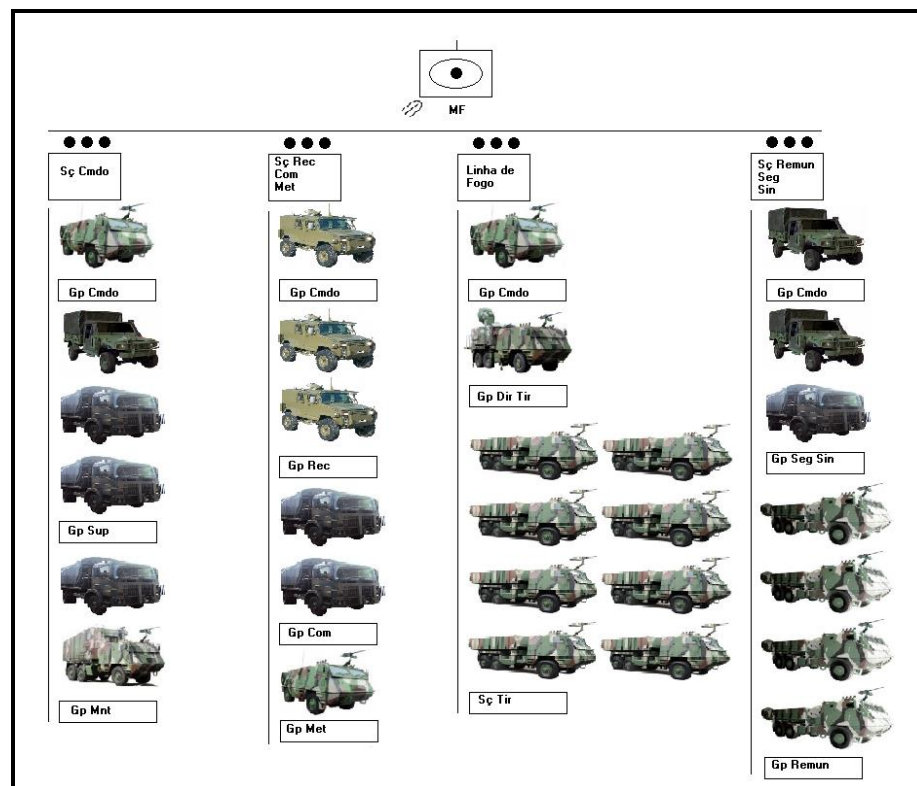 MF
Sç Cmdo
Gp Cmdo
Gp Sup
Gp Mnt
Sç Rec
Com
Met
Gp Cmdo
Gp Rec
Gp Com
Gp Met
Linha de
Fogo
Gp Cmdo
Gp Dir Tir
Sç Tir
Sç Remun
Seg
Sin
Gp Cmdo
Gp Seg Sin
Gp Remun